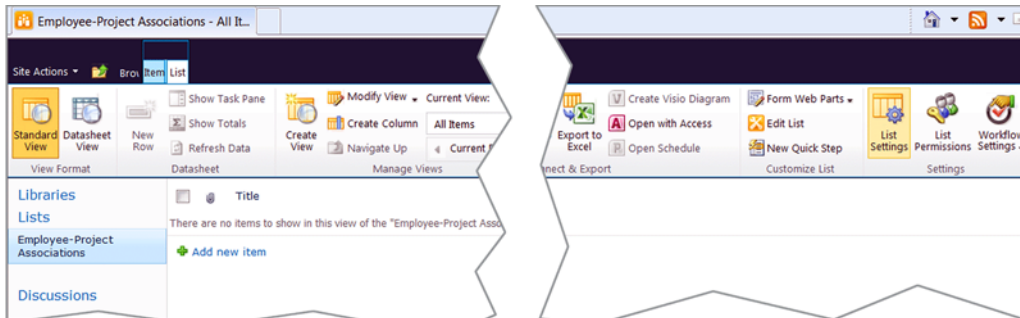 Employee-Project Associations - All It...
Site Actions
Brow Item List
Standard View
Datasheet View
View Format
New Row
Show Task Pane
Show Totals
Refresh Data
Datasheet
Create View
Modify View
Create Column
Navigate Up
Current View:
All Items
Current
Manage Views
Export to Excel
Create Visio Diagram
Open with Access
Open Schedule
nnect & Export
Form Web Parts
Edit List
New Quick Step
Customize List
List Settings
List Permissions
Workflow Settings
Settings
Libraries
Lists
Employee-Project
Associations
Discussions
Title
There are no items to show in this view of the "Employee-Project Asso
Add new item